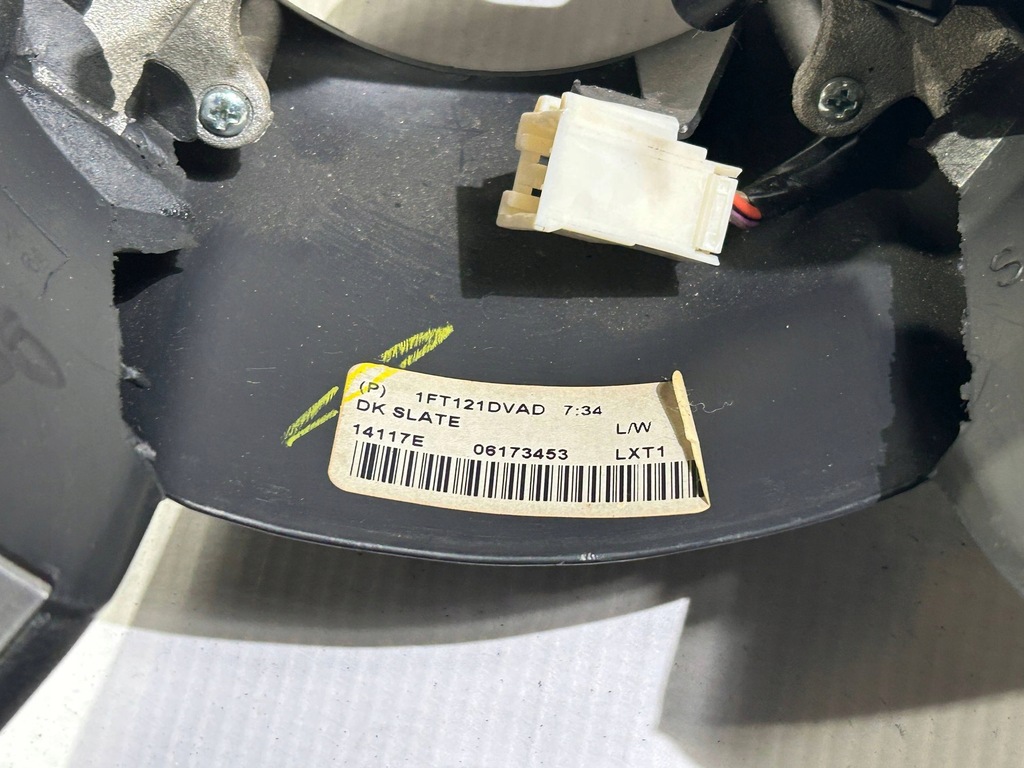 (P) 1FT121DVAD 7:34
DK SLATE L/W
14117E 06173453 LXT1